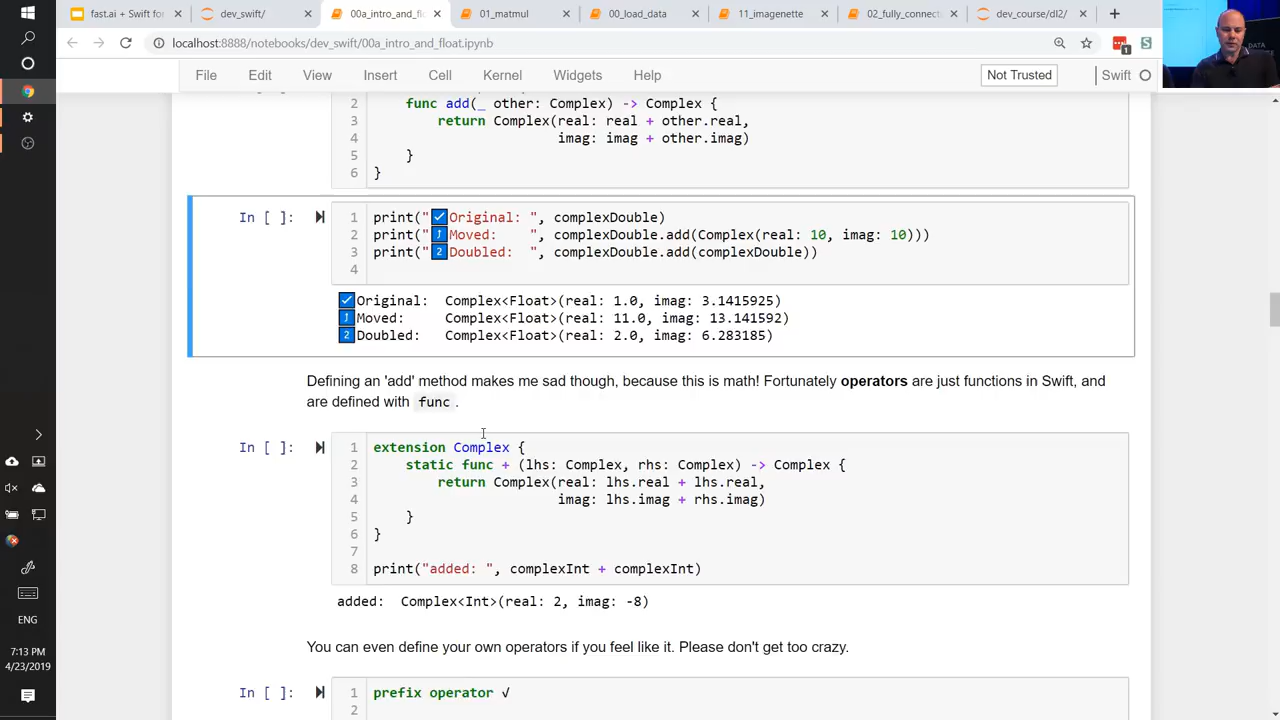 fast.ai + Swift for
dev_swift/
00a_intro_and_flo
01_matmul
00_load_data
11_imagenette
02_fully_connect
dev_course/dl2/
localhost:8888/notebooks/dev_swift/00a_intro_and_float.ipynb
1
DATA
File Edit View Insert Cell Kernel Widgets Help Not Trusted Swift
2 func add(_ other: Complex) -> Complex {
3 return Complex(real: real + other.real,
4 imag: imag + other.imag)
5 }
6 }
In [ ]:
1 print("✅Original: ", complexDouble)
2 print("⤴Moved: ", complexDouble.add(Complex(real: 10, imag: 10)))
3 print("2️⃣Doubled: ", complexDouble.add(complexDouble))
4
✅Original: Complex<Float>(real: 1.0, imag: 3.1415925)
⤴Moved: Complex<Float>(real: 11.0, imag: 13.141592)
2️⃣Doubled: Complex<Float>(real: 2.0, imag: 6.283185)
Defining an 'add' method makes me sad though, because this is math! Fortunately operators are just functions in Swift, and
are defined with func .
In [ ]:
1 extension Complex {
2 static func + (lhs: Complex, rhs: Complex) -> Complex {
3 return Complex(real: lhs.real + lhs.real,
4 imag: lhs.imag + rhs.imag)
5 }
6 }
7
8 print("added: ", complexInt + complexInt)
added: Complex<Int>(real: 2, imag: -8)
You can even define your own operators if you feel like it. Please don't get too crazy.
In [ ]:
1 prefix operator √
2
ENG
7:13 PM
4/23/2019